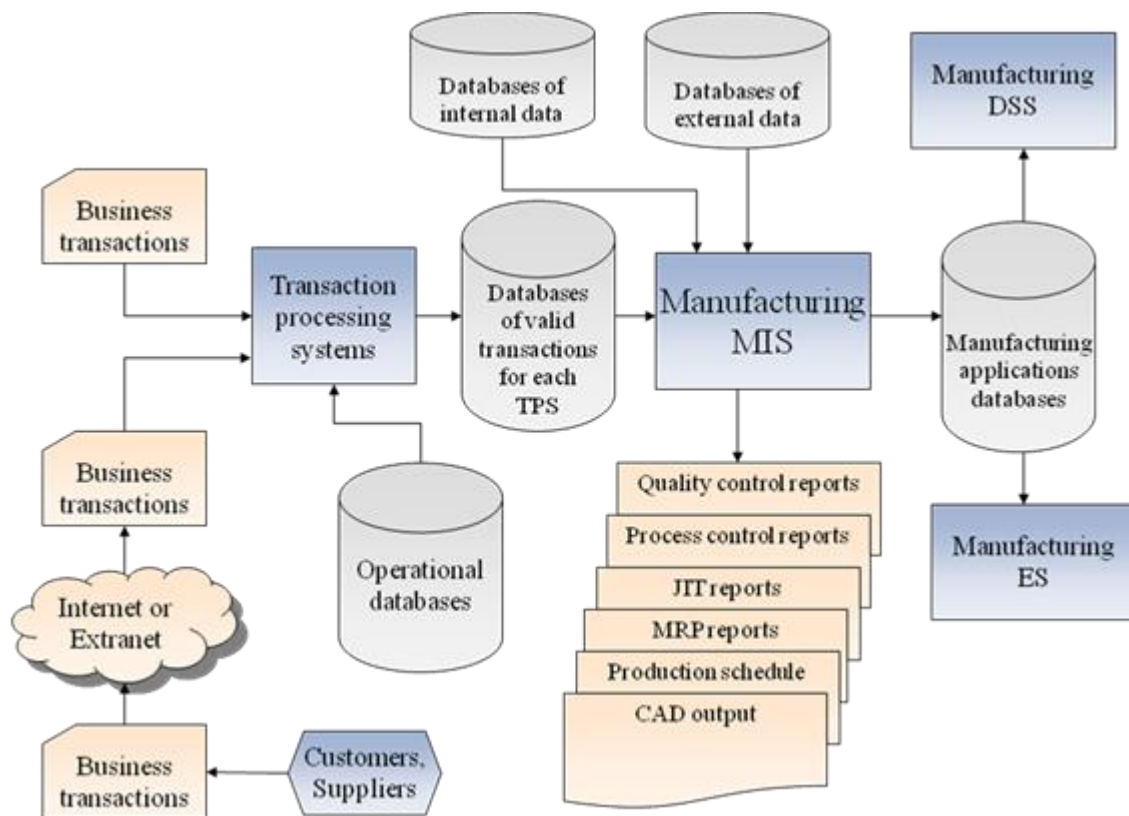 Databases of
internal data
Databases of
external data
Manufacturing
DSS
Business
transactions
Transaction
processing
systems
Databases
of valid
transactions
for each
TPS
Manufacturing
MIS
Manufacturing
applications
databases
Business
transactions
Operational
databases
Quality control reports
Process control reports
JIT reports
MRP reports
Production schedule
CAD output
Manufacturing
ES
Internet or
Extranet
Business
transactions
Customers,
Suppliers